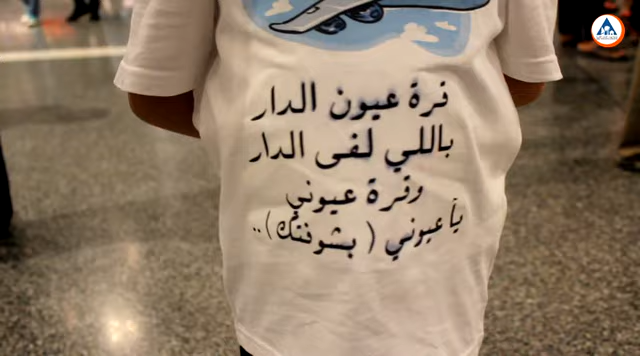 قرة عيون الدار
باللي لفى الدار
وقرة عيوني
يا عيوني (بشوفتك)..